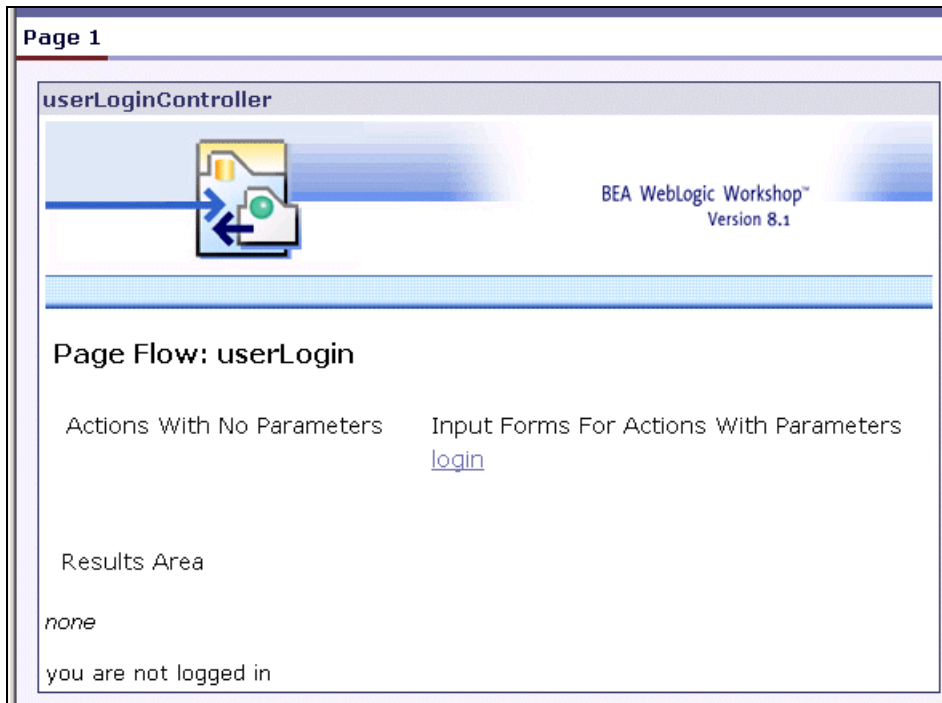 Page 1
userLoginController
BEA WebLogic Workshop™
Version 8.1
Page Flow: userLogin
Actions With No Parameters
Input Forms For Actions With Parameters
login
Results Area
none
you are not logged in